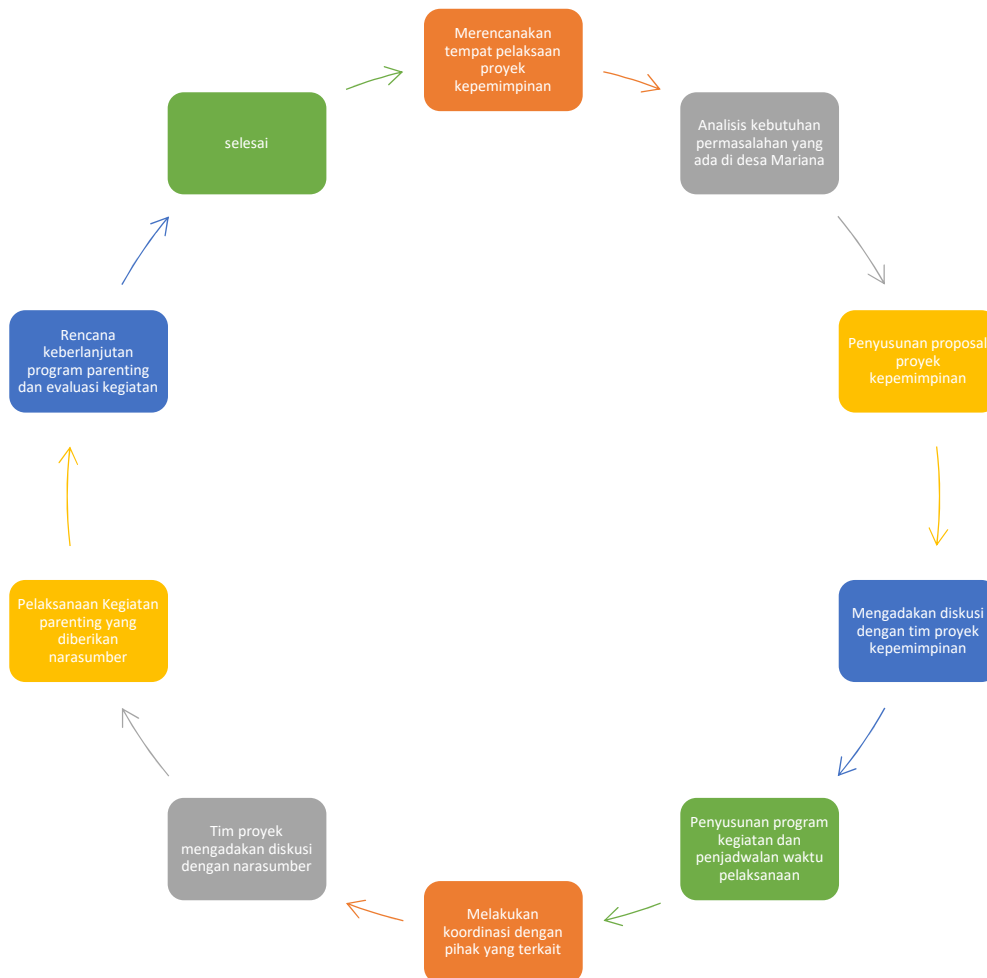 Merencanakan
tempat pelaksaan
proyek
kepemimpinan
Analisis kebutuhan
permasalahan yang
ada di desa Mariana
Penyusunan proposal
proyek
kepemimpinan
Mengadakan diskusi
dengan tim proyek
kepemimpinan
Penyusunan program
kegiatan dan
penjadwalan waktu
pelaksanaan
Melakukan
koordinasi dengan
pihak yang terkait
Tim proyek
mengadakan diskusi
dengan narasumber
Pelaksanaan Kegiatan
parenting yang
diberikan
narasumber
Rencana
keberlanjutan
program parenting
dan evaluasi kegiatan
selesai